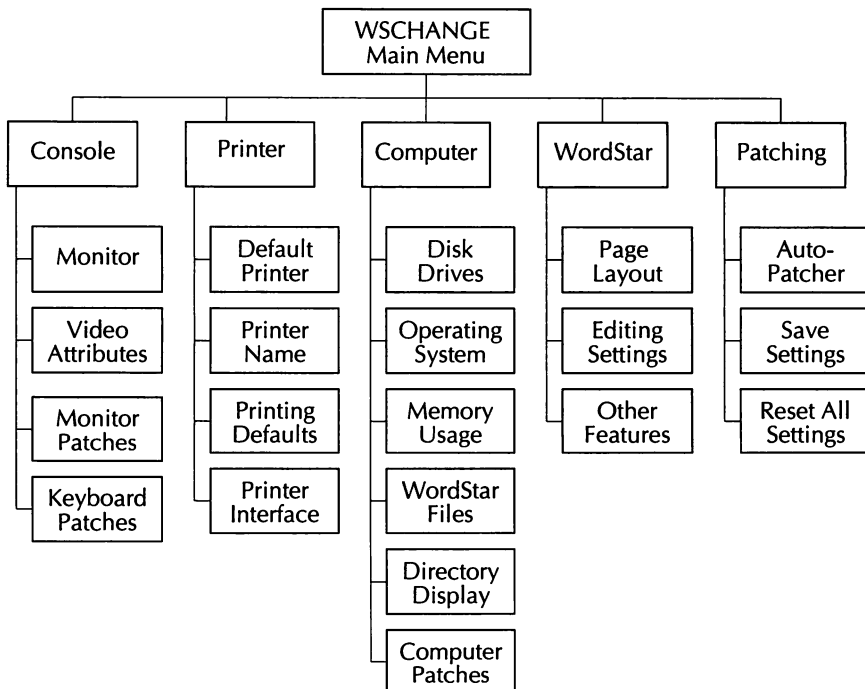 WSCHANGE
Main Menu
Console
Printer
Computer
WordStar
Patching
Monitor
Video
Attributes
Monitor
Patches
Keyboard
Patches
Default
Printer
Printer
Name
Printing
Defaults
Printer
Interface
Disk
Drives
Operating
System
Memory
Usage
WordStar
Files
Directory
Display
Computer
Patches
Page
Layout
Editing
Settings
Other
Features
Auto-
Patcher
Save
Settings
Reset All
Settings